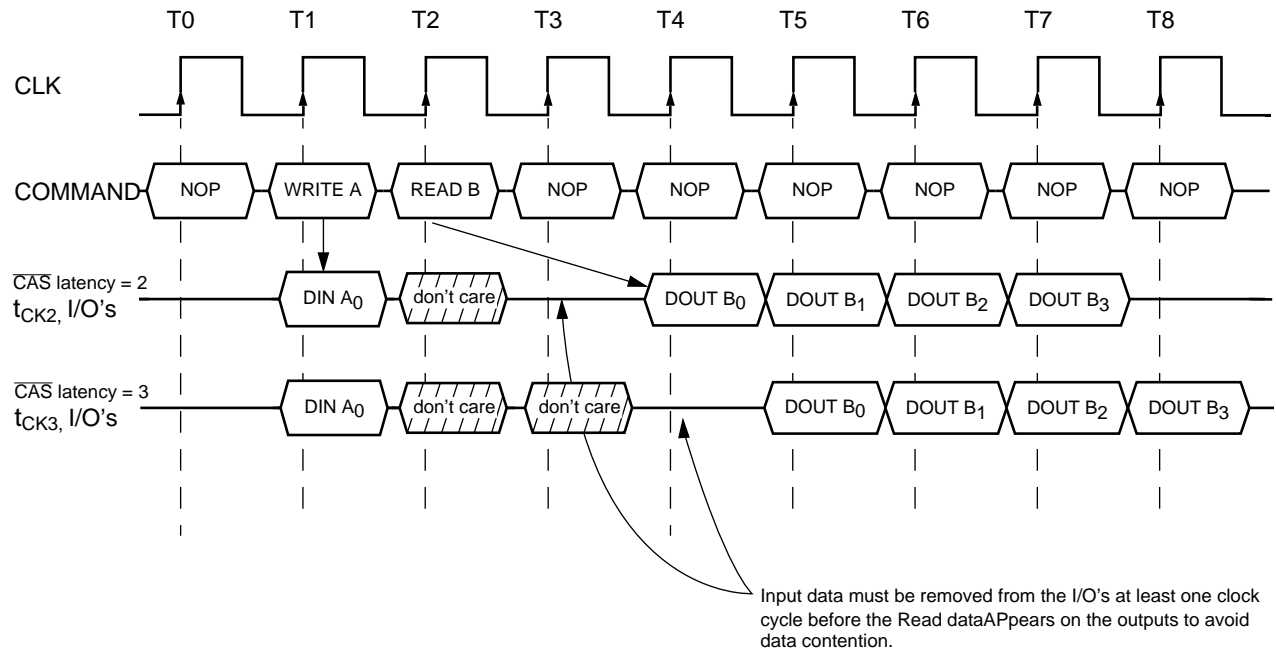 T0 T1 T2 T3 T4 T5 T6 T7 T8
CLK
COMMAND NOP WRITE A READ B NOP NOP NOP NOP NOP NOP
CAS latency = 2
tCK2, I/O's DIN A0 don't care DOUT B0 DOUT B1 DOUT B2 DOUT B3
CAS latency = 3
tCK3, I/O's DIN A0 don't care don't care DOUT B0 DOUT B1 DOUT B2 DOUT B3
Input data must be removed from the I/O's at least one clock
cycle before the Read dataAPpears on the outputs to avoid
data contention.